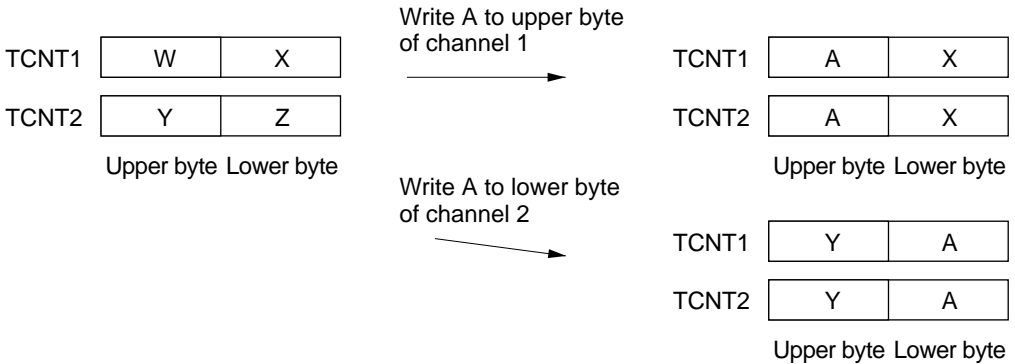 Write A to upper byte
of channel 1
TCNT1 W X
TCNT2 Y Z
Upper byte Lower byte
TCNT1 A X
TCNT2 A X
Upper byte Lower byte
Write A to lower byte
of channel 2
TCNT1 Y A
TCNT2 Y A
Upper byte Lower byte